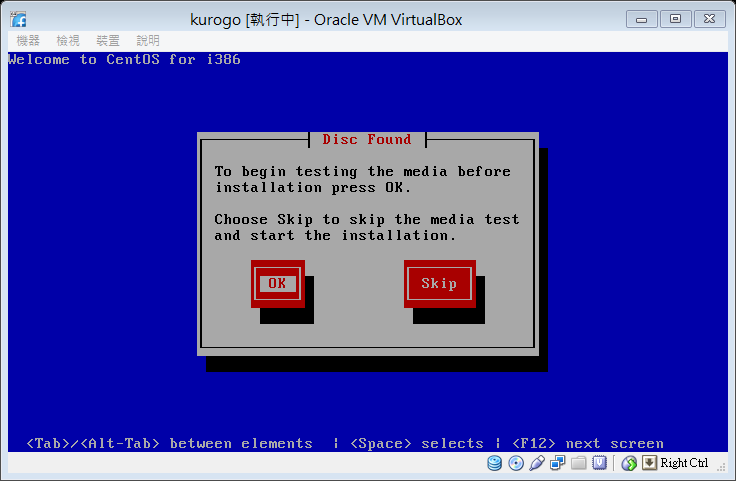 kurogo [執行中] - Oracle VM VirtualBox
機器 檢視 裝置 說明
Welcome to CentOS for i386
Disc Found
To begin testing the media before
installation press OK.
Choose Skip to skip the media test
and start the installation.
OK Skip
<Tab>/<Alt-Tab> between elements | <Space> selects | <F12> next screen
Right Ctrl